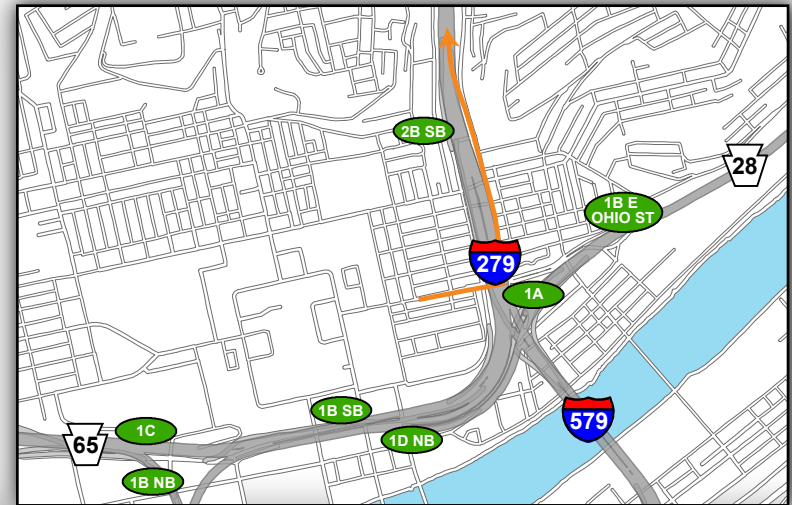 2B SB
28
1B E
OHIO ST
279
1A
1B SB
579
1C
1D NB
65
1B NB